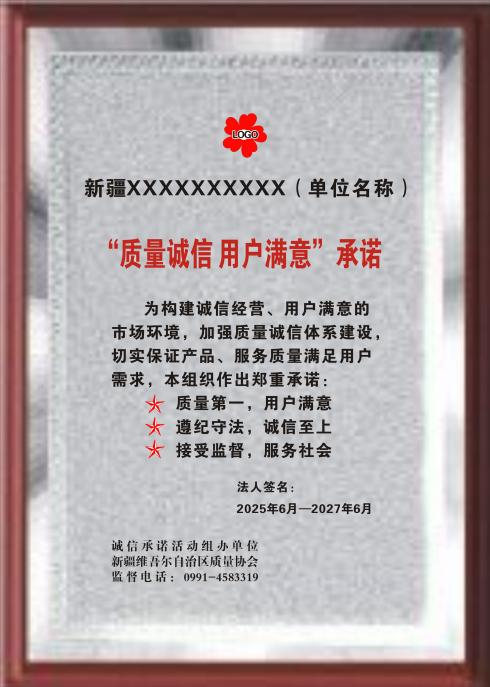 LOGO
新疆XXXXXXXXXX（单位名称）
“质量诚信 用户满意”承诺
为构建诚信经营、用户满意的
市场环境，加强质量诚信体系建设，
切实保证产品、服务质量满足用户
需求，本组织作出郑重承诺：
质量第一，用户满意
遵纪守法，诚信至上
接受监督，服务社会
法人签名：
2025年6月—2027年6月
诚信承诺活动组办单位
新疆维吾尔自治区质量协会
监督电话：0991-4583319